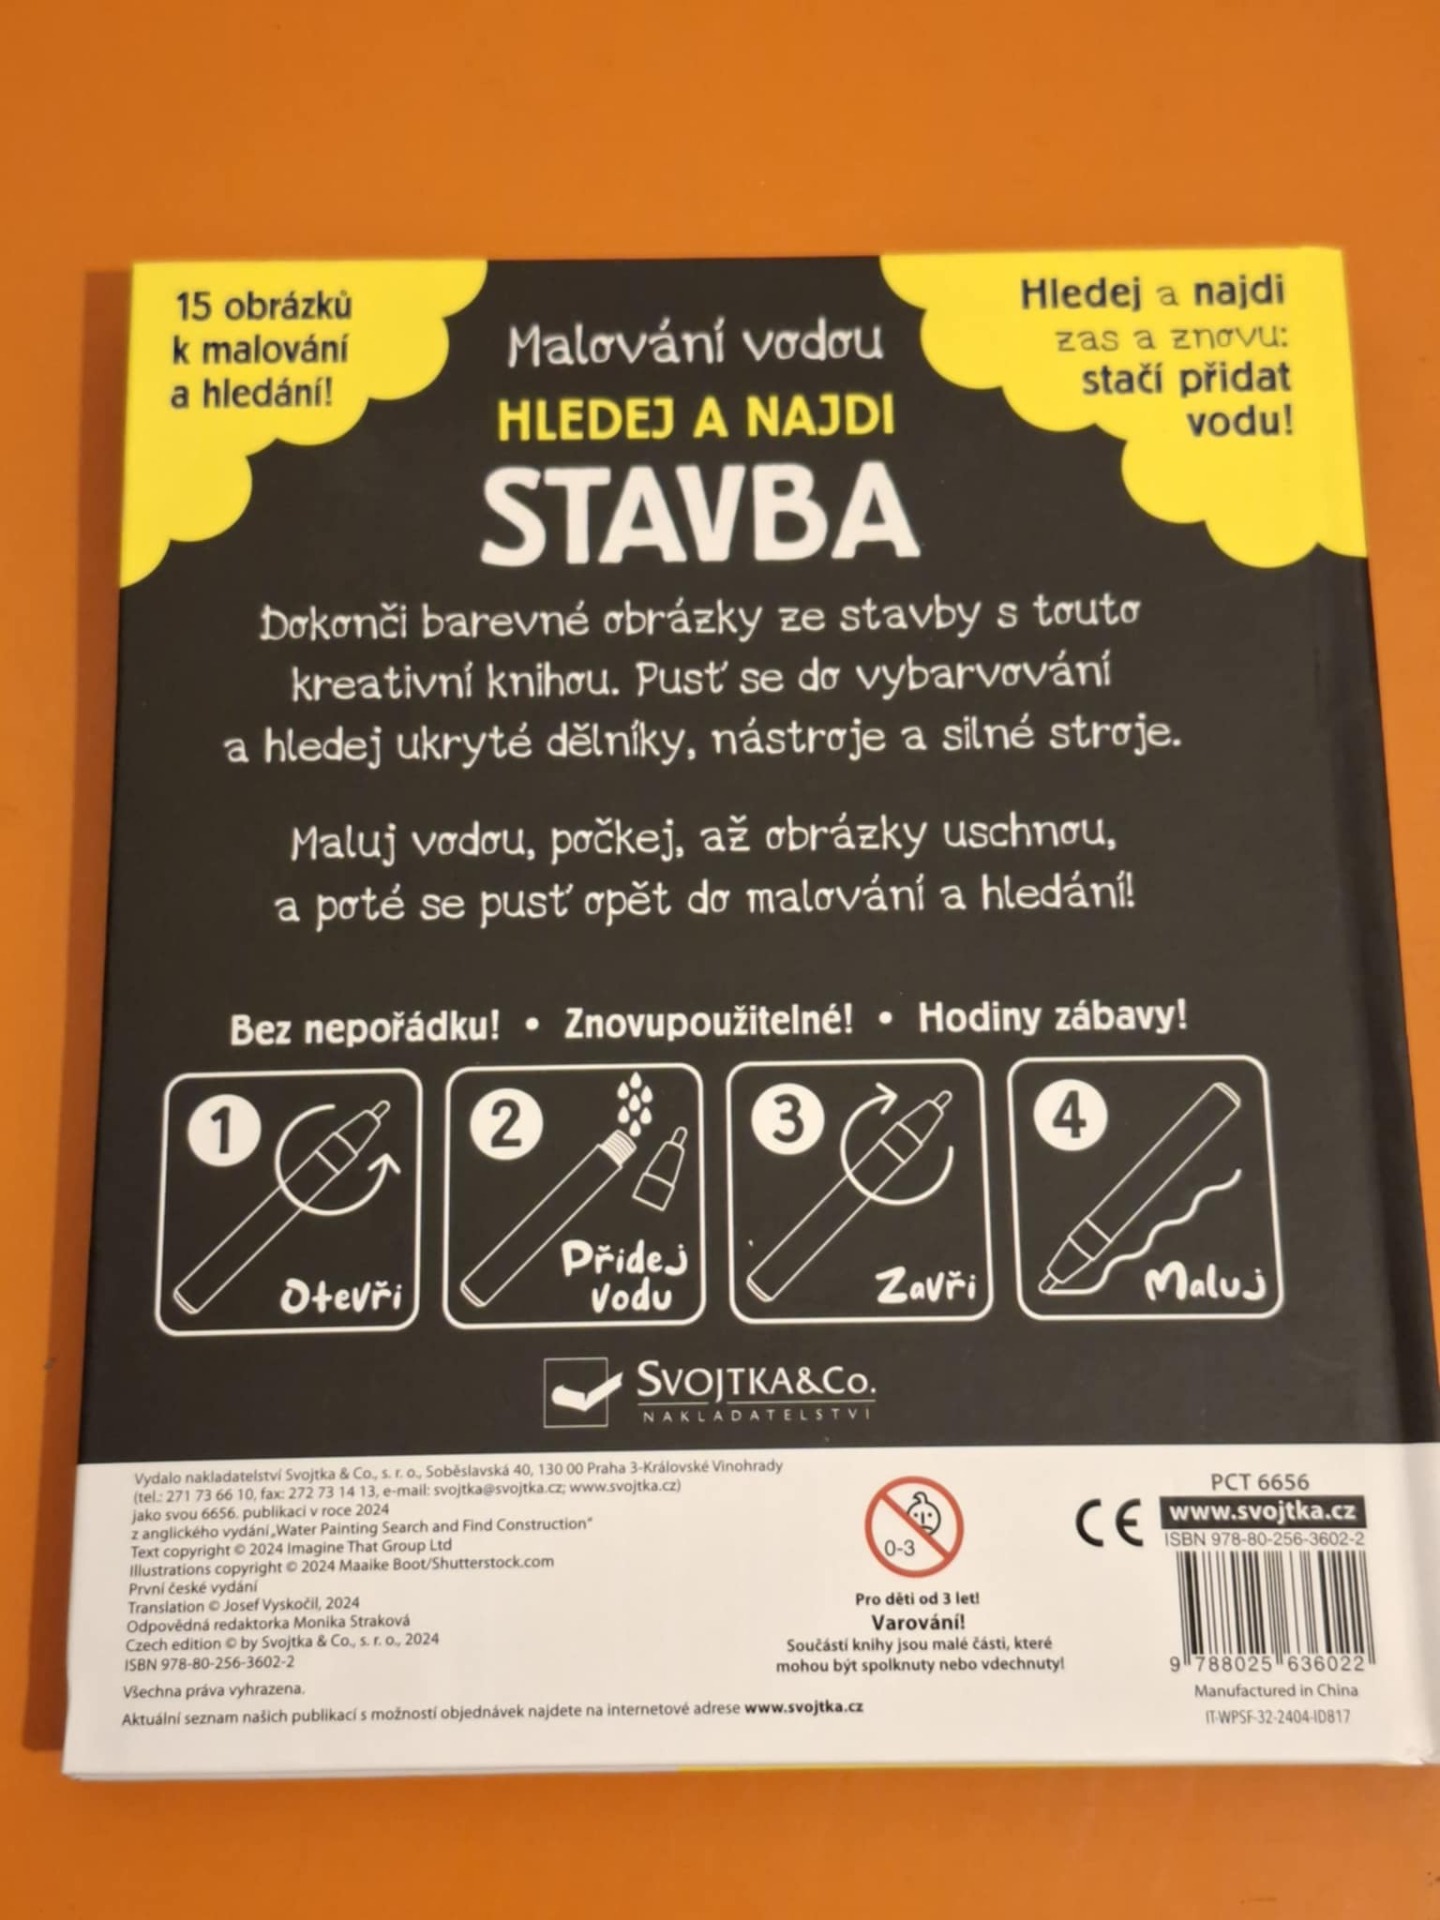 15 obrázků
k malování
a hledání!
Hledej a najdi
zas a znovu:
stačí přidat
vodu!
Malování vodou
HLEDEJ A NAJDI
STAVBA
Dokonči barevné obrázky ze stavby s touto
kreativní knihou. Pusť se do vybarvování
a hledej ukryté dělníky, nástroje a silné stroje.
Maluj vodou, počkej, až obrázky uschnou,
a poté se pusť opět do malování a hledání!
Bez nepořádku! • Znovupoužitelné! • Hodiny zábavy!
1
Otevři
2
Přidej
vodu
3
Zavři
4
Maluj
SVOJTKA&CO.
NAKLADATELSTVÍ
Vydalo nakladatelství Svojtka & Co., s. r. o., Soběslavská 40, 130 00 Praha 3-Královské Vinohrady
(tel.: 271 73 66 10, fax: 272 73 14 13, e-mail: svojtka@svojtka.cz; www.svojtka.cz)
jako svou 6656. publikaci v roce 2024
z anglického vydání „Water Painting Search and Find Construction“
Text copyright © 2024 Imagine That Group Ltd
Illustrations copyright © 2024 Maaike Boot/Shutterstock.com
První české vydání
Translation © Josef Vyskočil, 2024
Odpovědná redaktorka Monika Straková
Czech edition © by Svojtka & Co., s. r. o., 2024
ISBN 978-80-256-3602-2
Všechna práva vyhrazena.
Aktuální seznam našich publikací s možností objednávek najdete na internetové adrese www.svojtka.cz
0-3
Pro děti od 3 let!
Varování!
Součástí knihy jsou malé části, které
mohou být spolknuty nebo vdechnuty!
CE
PCT 6656
www.svojtka.cz
ISBN 978-80-256-3602-2
9 788025 636022
Manufactured in China
IT-WPSF-32-2404-ID817